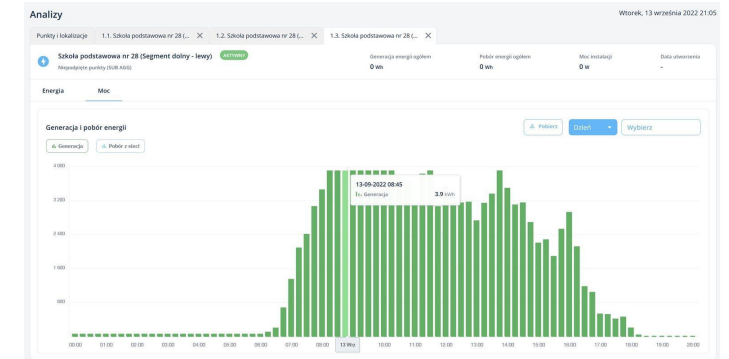 Analizy
Wtorek, 13 września 2022 21:05
Punkty i lokalizacje
1.1. Szkoła podstawowa nr 28 (...
1.2. Szkoła podstawowa nr 28 (...
1.3. Szkoła podstawowa nr 28 (...
Szkoła podstawowa nr 28 (Segment dolny - lewy) AKTYWNY
Niepodpięte punkty (SUB AGG)
Generacja energii ogółem
0 Wh
Pobór energii ogółem
0 Wh
Moc instalacji
0 W
Data utworzenia
-
Energia
Moc
Generacja i pobór energii
Pobierz
Dzień
Wybierz
Generacja
Pobór z sieci
4 000
3 200
2 400
1 600
800
13-09-2022 08:45
Generacja 3.9 kWh
00:00 01:00 02:00 03:00 04:00 05:00 06:00 07:00 08:00 13 Wrz 10:00 11:00 12:00 13:00 14:00 15:00 16:00 17:00 18:00 19:00 20:00